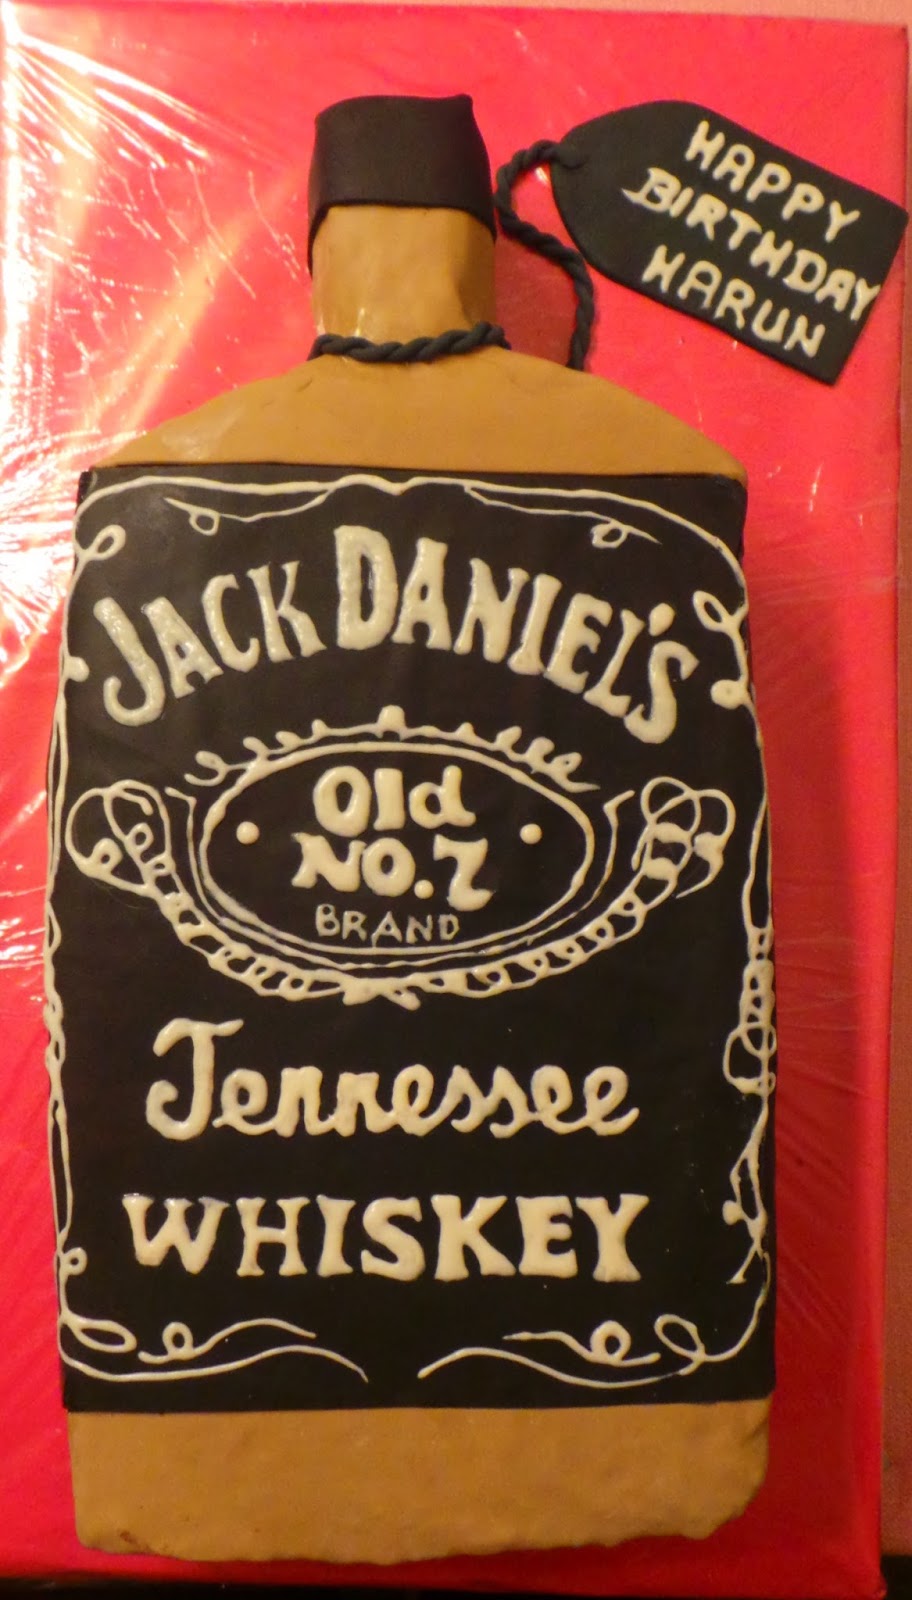 HAPPY
BIRTHDAY
HARUN
JACK DANIEL'S
Old
NO.7
BRAND
Tennessee
WHISKEY